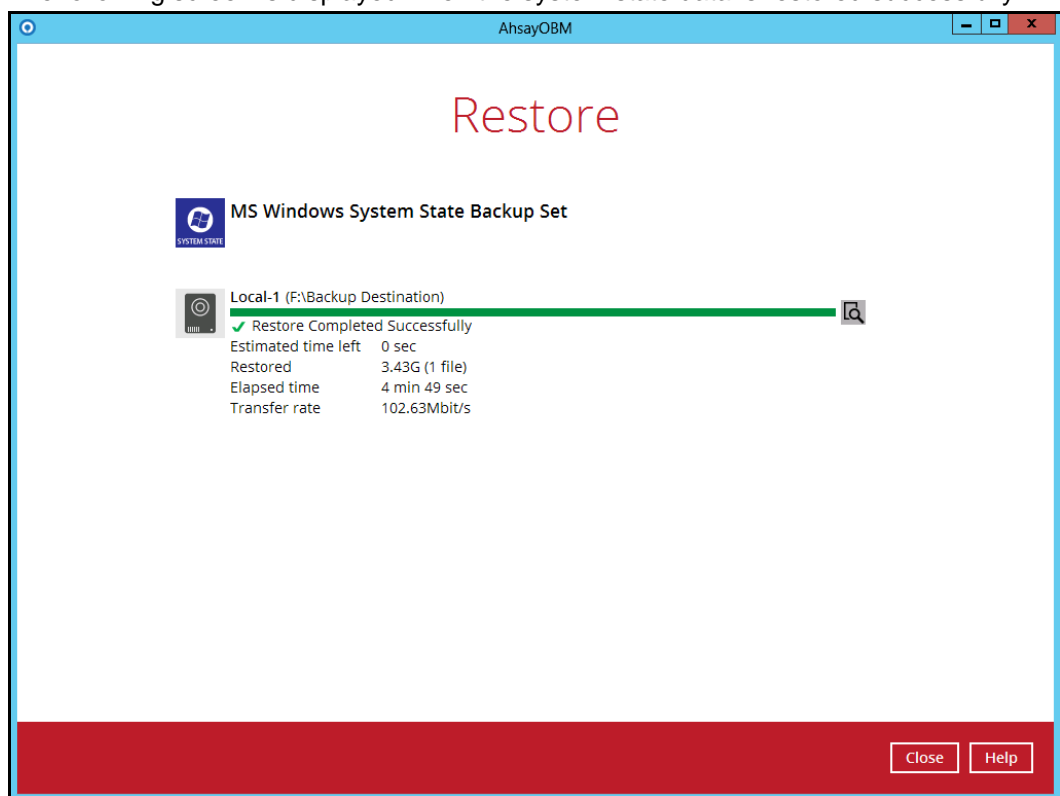 AhsayOBM
Restore
MS Windows System State Backup Set
SYSTEM STATE
Local-1 (F:\Backup Destination)
Restore Completed Successfully
Estimated time left 0 sec
Restored 3.43G (1 file)
Elapsed time 4 min 49 sec
Transfer rate 102.63Mbit/s
Close Help